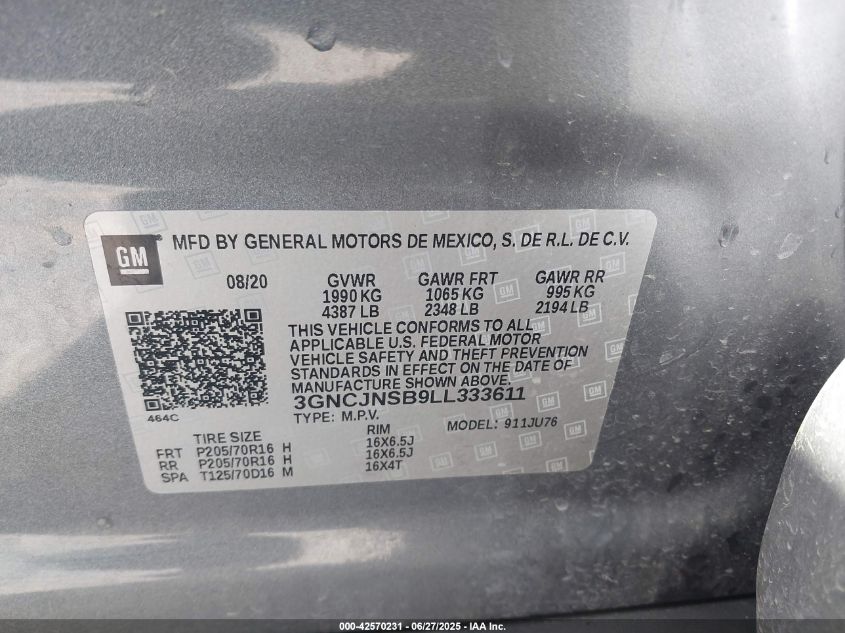 GM
MFD BY GENERAL MOTORS DE MEXICO, S. DE R.L. DE C.V.
08/20 GVWR GAWR FRT GAWR RR
1990 KG 1065 KG 995 KG
4387 LB 2348 LB 2194 LB
THIS VEHICLE CONFORMS TO ALL
APPLICABLE U.S. FEDERAL MOTOR
VEHICLE SAFETY AND THEFT PREVENTION
STANDARDS IN EFFECT ON THE DATE OF
MANUFACTURE SHOWN ABOVE.
3GNCJNSB9LL333611
464C
TYPE: M.P.V. MODEL: 911JU76
TIRE SIZE RIM
FRT P205/70R16 H 16X6.5J
RR P205/70R16 H 16X6.5J
SPA T125/70D16 M 16X4T
000-42570231 - 06/27/2025 - IAA Inc.